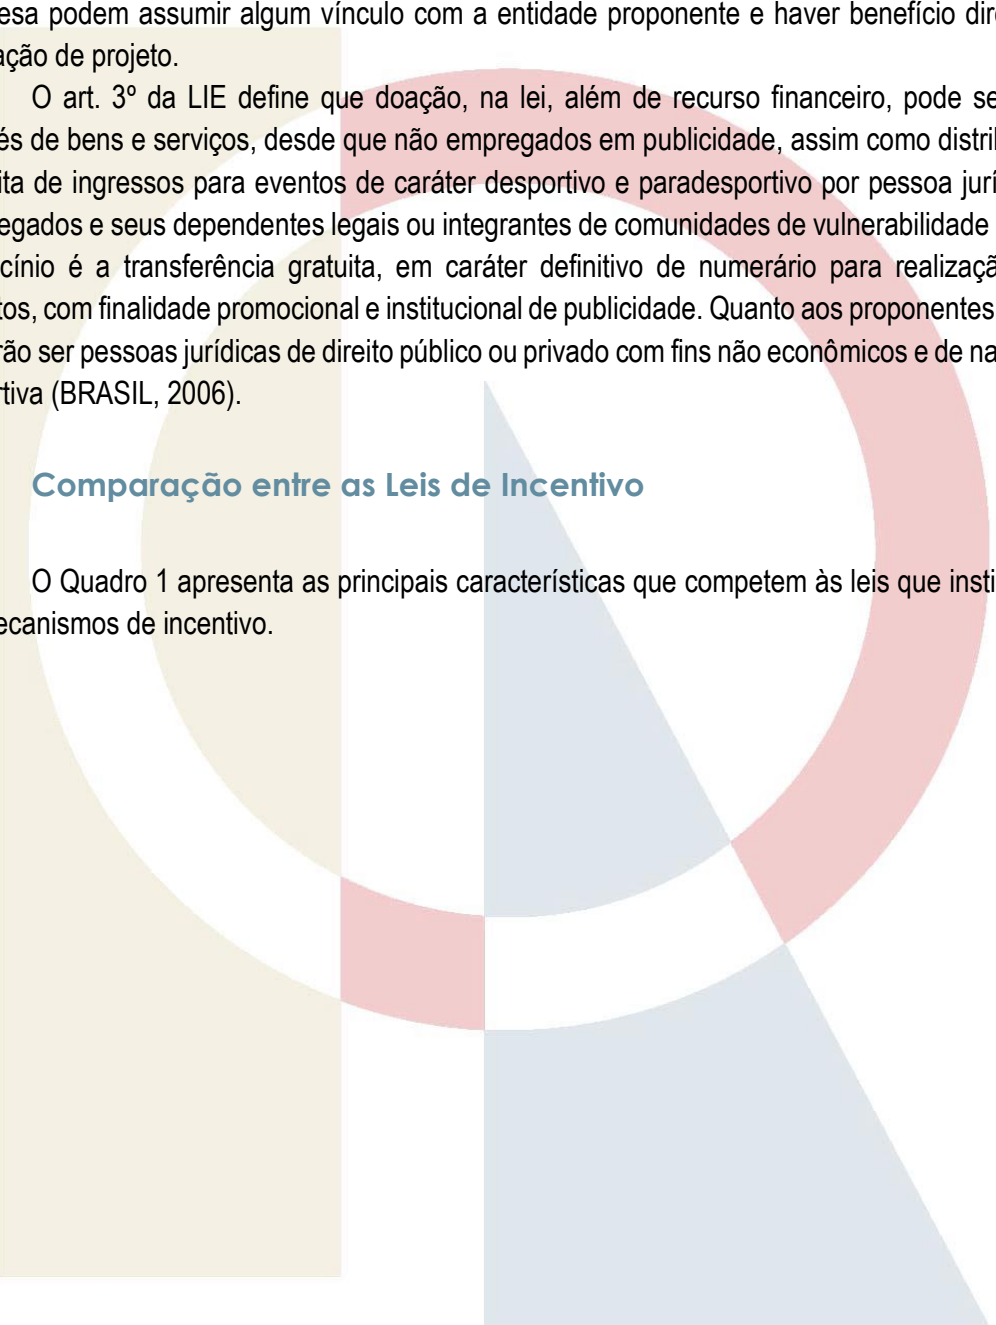 esa podem assumir algum vínculo com a entidade proponente e haver benefício dire
ação de projeto.
O art. 3º da LIE define que doação, na lei, além de recurso financeiro, pode se
és de bens e serviços, desde que não empregados em publicidade, assim como distril
ita de ingressos para eventos de caráter desportivo e paradesportivo por pessoa jurí
egados e seus dependentes legais ou integrantes de comunidades de vulnerabilidade
cínio é a transferência gratuita, em caráter definitivo de numerário para realizaçã
tos, com finalidade promocional e institucional de publicidade. Quanto aos proponentes
rão ser pessoas jurídicas de direito público ou privado com fins não econômicos e de na
rtiva (BRASIL, 2006).
Comparação entre as Leis de Incentivo
O Quadro 1 apresenta as principais características que competem às leis que insti
ecanismos de incentivo.